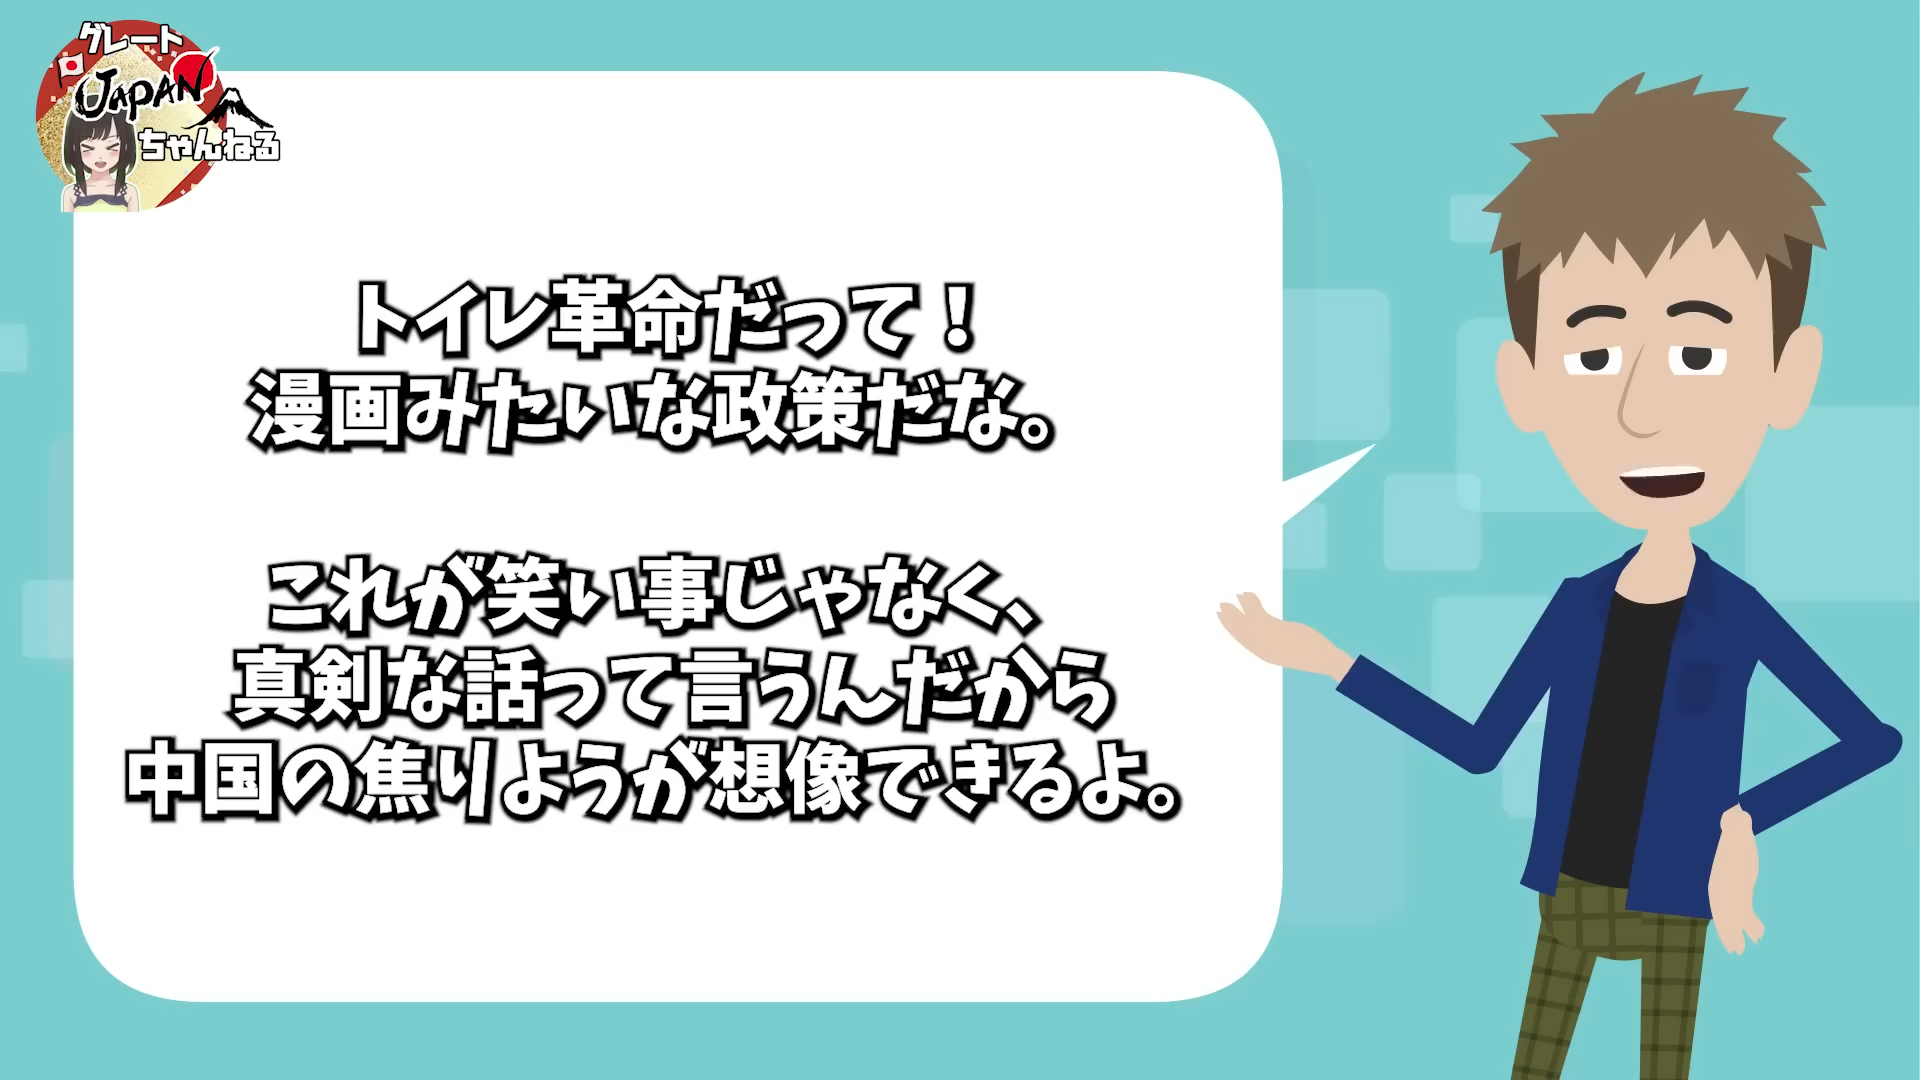 グレート
JAPAN
ちゃんねる
トイレ革命だって！
漫画みたいな政策だな。
これが笑い事じゃなく、
真剣な話って言うんだから
中国の焦りようが想像できるよ。